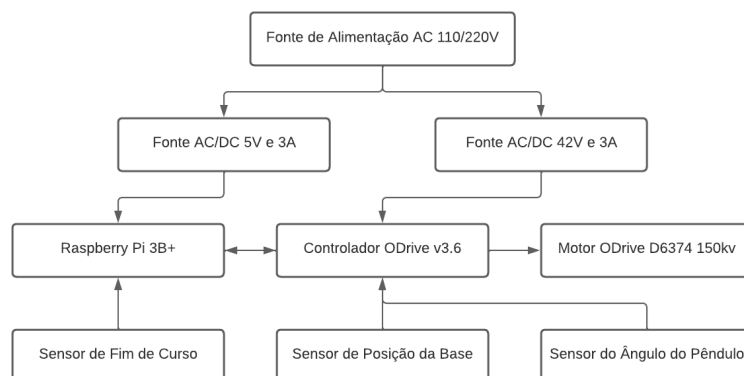 Fonte de Alimentação AC 110/220V
Fonte AC/DC 5V e 3A
Fonte AC/DC 42V e 3A
Raspberry Pi 3B+
Controlador ODrive v3.6
Motor ODrive D6374 150kv
Sensor de Fim de Curso
Sensor de Posição da Base
Sensor do Ângulo do Pêndulo